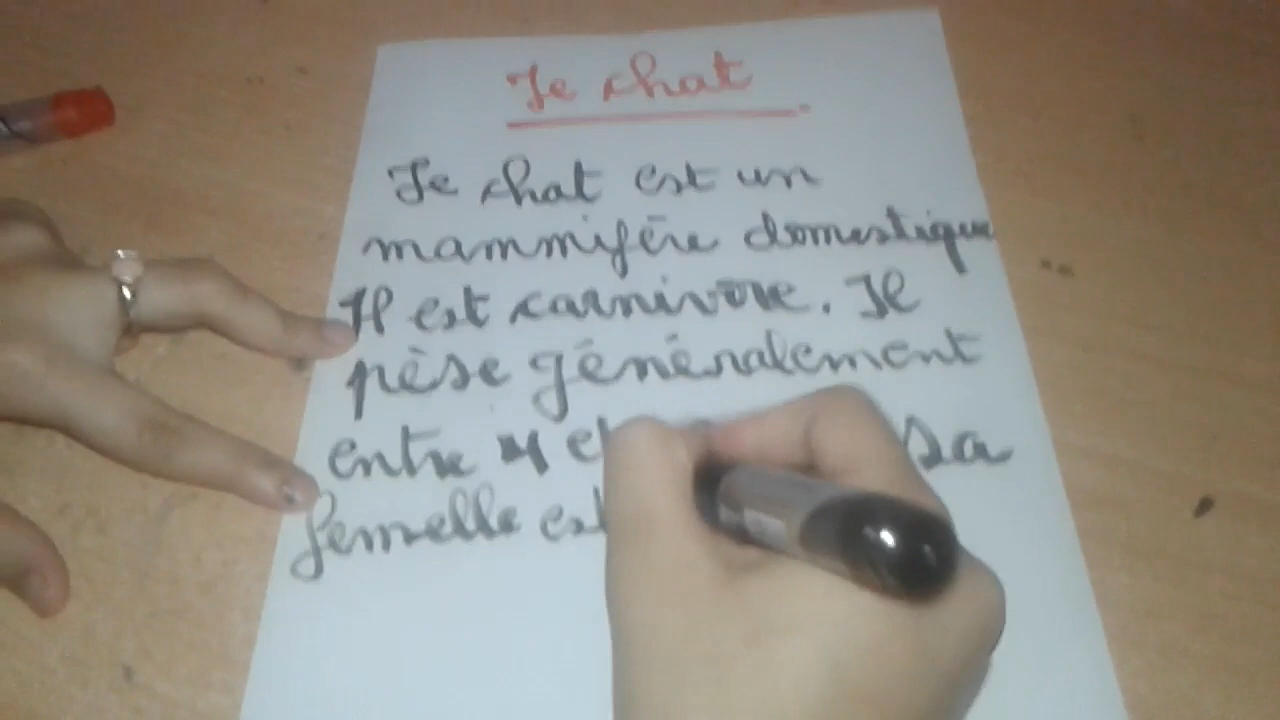 Le chat
Le chat est un
mammifère domestique
Il est carnivore. Il
pèse généralement
entre 4 et sa
femelle est